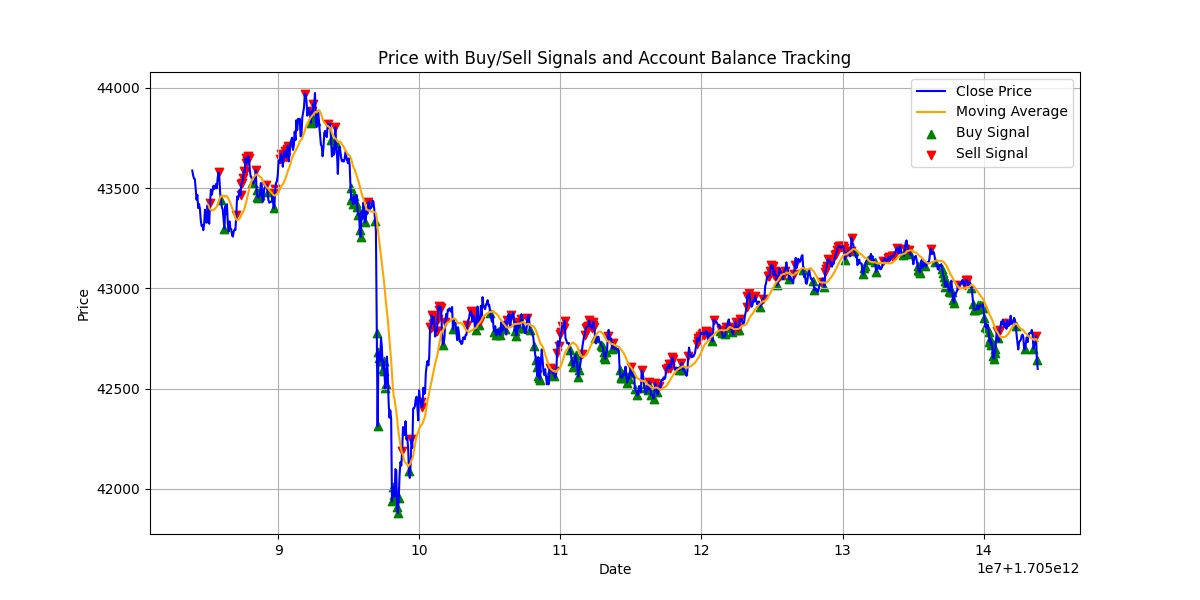 Price with Buy/Sell Signals and Account Balance Tracking
Close Price
Moving Average
Buy Signal
Sell Signal
44000
43500
43000
42500
42000
Price
9 10 11 12 13 14
Date
1e7+1.705e12